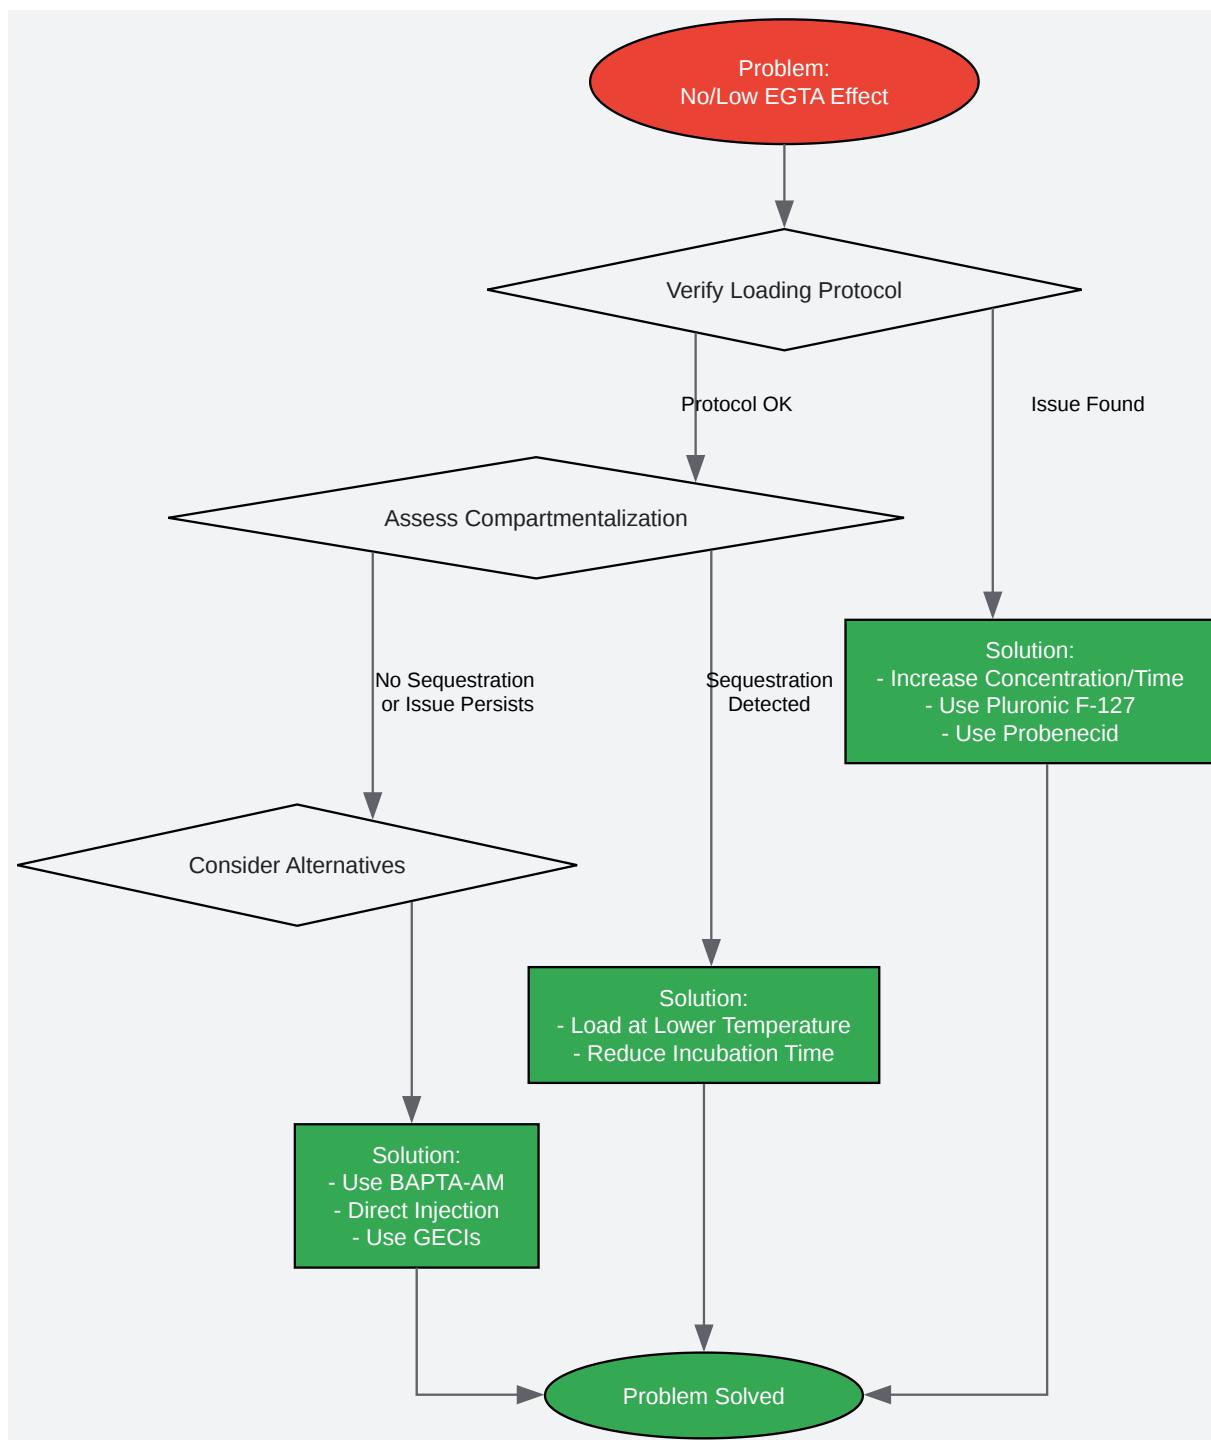 Problem:
No/Low EGTA Effect
Verify Loading Protocol
Protocol OK
Issue Found
Assess Compartmentalization
Solution:
- Increase Concentration/Time
- Use Pluronic F-127
- Use Probenecid
No Sequestration
or Issue Persists
Sequestration
Detected
Consider Alternatives
Solution:
- Load at Lower Temperature
- Reduce Incubation Time
Solution:
- Use BAPTA-AM
- Direct Injection
- Use GECIs
Problem Solved